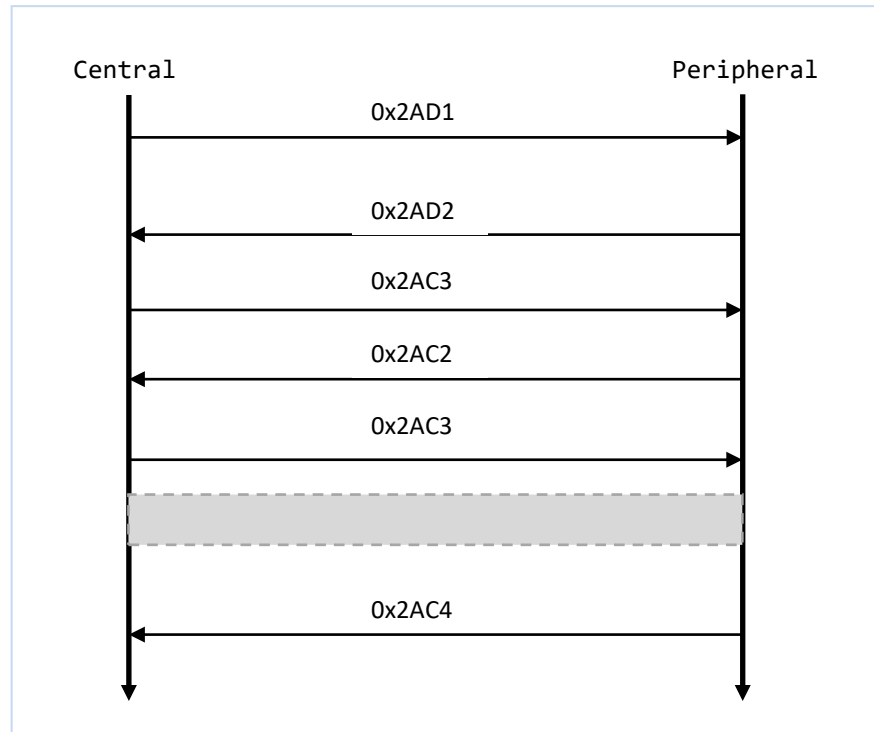 Central Peripheral
0x2AD1
0x2AD2
0x2AC3
0x2AC2
0x2AC3
0x2AC4